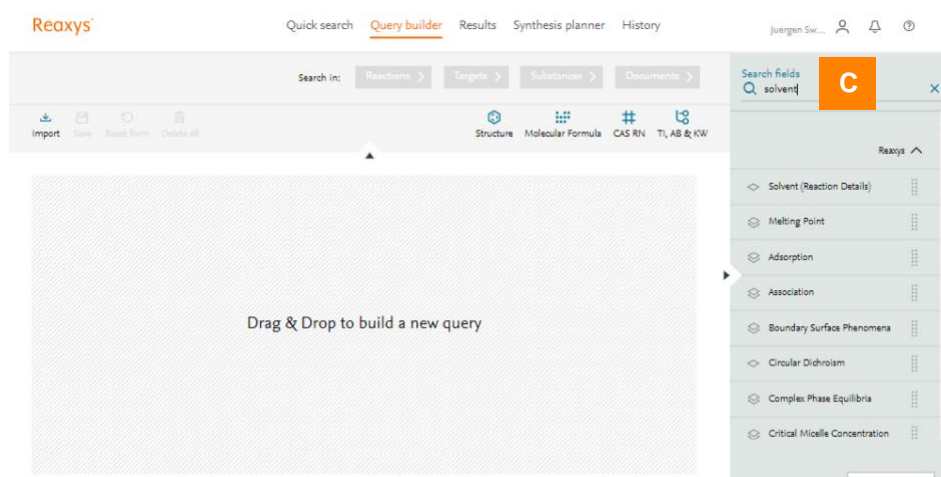 Reaxys®
Quick search Query builder Results Synthesis planner History
Juergen Sw...
Search in: Reactions > Targets > Substances > Documents >
Search fields
solvent
C
Import Save Reset form Delete all
Structure Molecular Formula CAS RN TI, AB & KW
Reaxys
Solvent (Reaction Details)
Melting Point
Adsorption
Association
Boundary Surface Phenomena
Circular Dichroism
Complex Phase Equilibria
Critical Micelle Concentration
Drag & Drop to build a new query